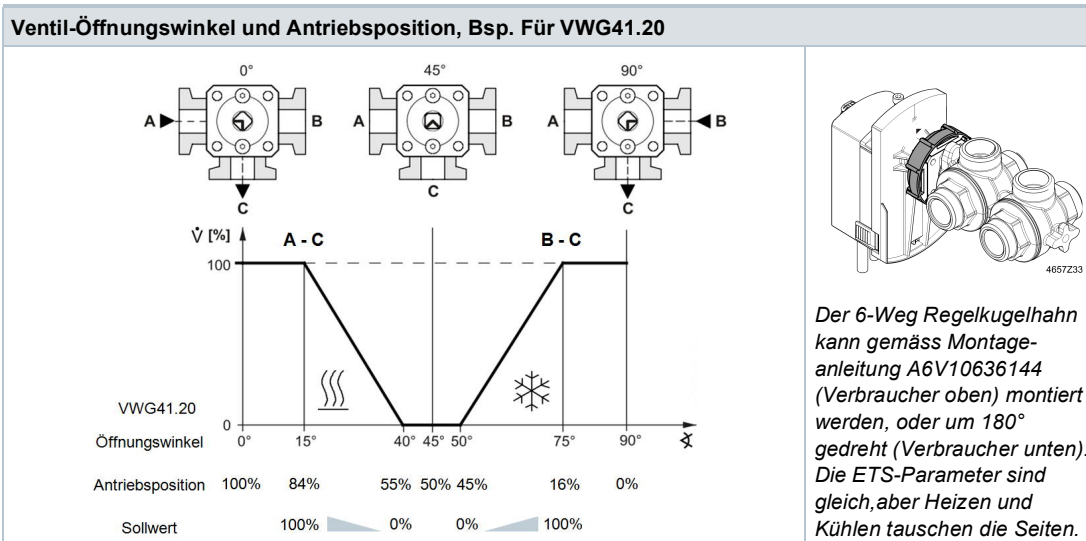 Ventil-Öffnungswinkel und Antriebsposition, Bsp. Für VWG41.20
0° 45° 90°
A B A B A B
C C C
V̇ [%] A - C B - C
100
VWG41.20 0
Öffnungswinkel 0° 15° 40° 45 50° 75° 90° ∢
Antriebsposition 100% 84% 55% 50% 45% 16% 0%
Sollwert 100% 0% 0% 100%
4657Z33
Der 6-Weg Regelkugelhahn
kann gemäss Montage-
anleitung A6V10636144
(Verbraucher oben) montiert
werden, oder um 180°
gedreht (Verbraucher unten).
Die ETS-Parameter sind
gleich,aber Heizen und
Kühlen tauschen die Seiten.